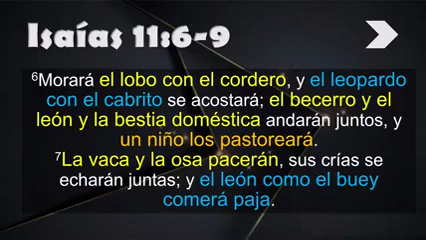 Isaías 11:6-9
⁶Morará el lobo con el cordero, y el leopardo
con el cabrito se acostará; el becerro y el
león y la bestia doméstica andarán juntos, y
un niño los pastoreará.
⁷La vaca y la osa pacerán, sus crías se
echarán juntas; y el león como el buey
comerá paja.